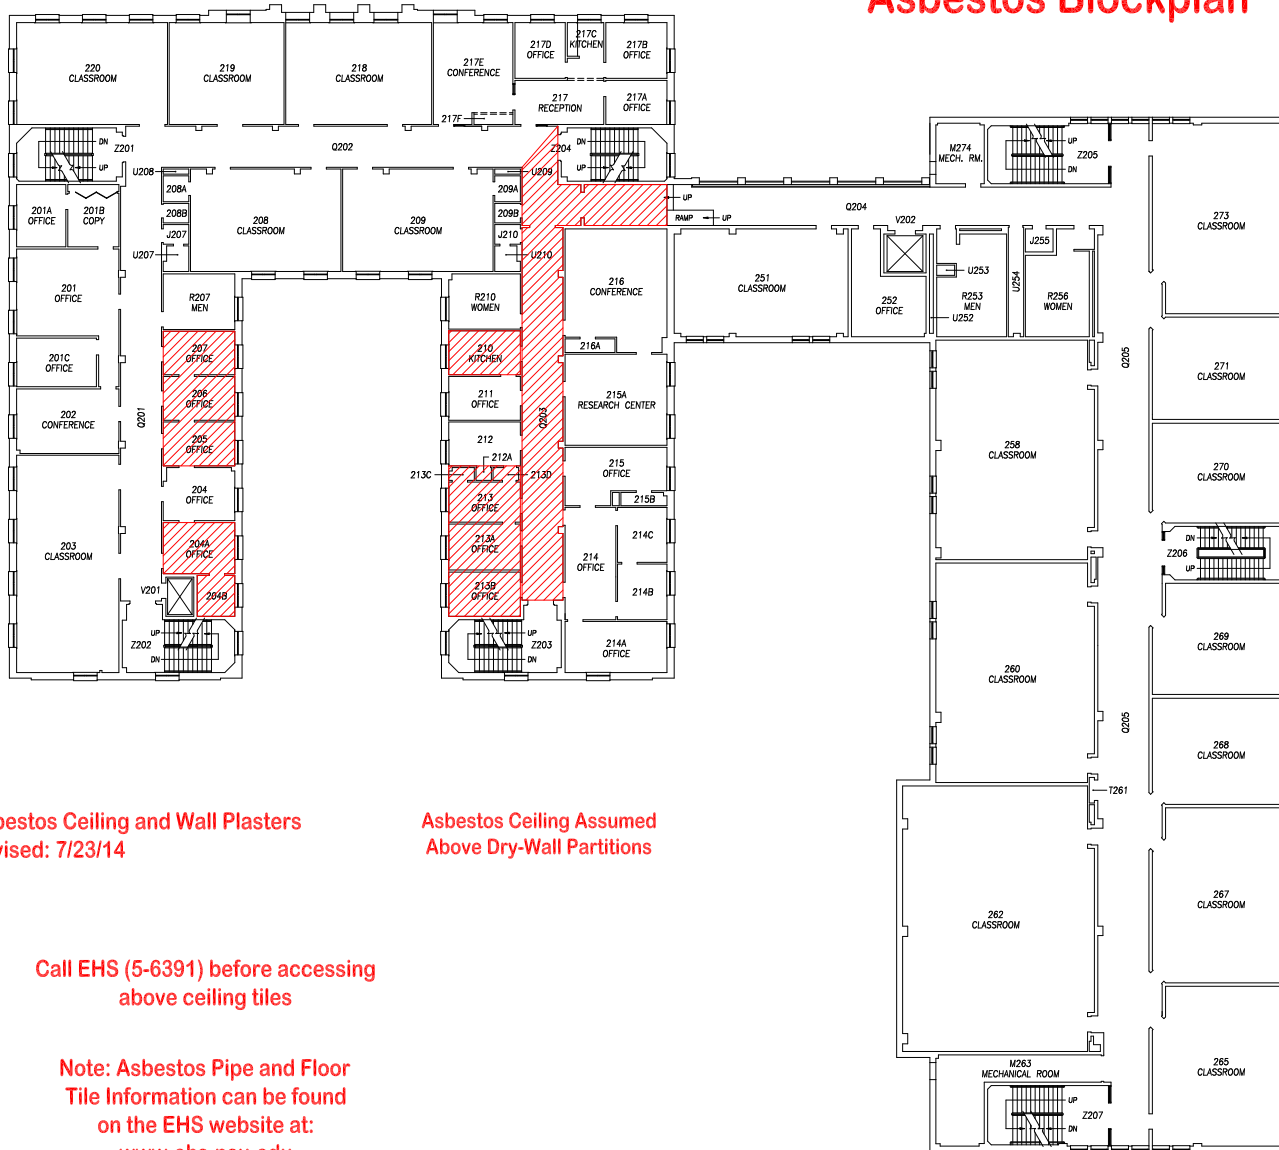 Asbestos Blockplan
220
CLASSROOM
219
CLASSROOM
218
CLASSROOM
217E
CONFERENCE
217D
OFFICE
217C
KITCHEN
217B
OFFICE
217
RECEPTION
217A
OFFICE
217F
DN
UP
Z201
Q202
Z204
DN
UP
U208
U209
208A
208B
J207
U207
208
CLASSROOM
209
CLASSROOM
209A
209B
J210
U210
201A
OFFICE
201B
COPY
201
OFFICE
201C
OFFICE
202
CONFERENCE
203
CLASSROOM
Q201
R207
MEN
207
OFFICE
206
OFFICE
205
OFFICE
204
OFFICE
204A
OFFICE
204B
V201
Z202
UP
DN
R210
WOMEN
210
KITCHEN
211
OFFICE
212
212A
213C
213D
213
OFFICE
213A
OFFICE
213B
OFFICE
Q203
UP
DN
Z203
216
CONFERENCE
216A
215A
RESEARCH CENTER
215
OFFICE
215B
214
OFFICE
214C
214B
214A
OFFICE
UP
RAMP
UP
Q204
V202
251
CLASSROOM
252
OFFICE
M274
MECH. RM.
UP
DN
Z205
U253
R253
MEN
U252
U254
J255
R256
WOMEN
Q205
273
CLASSROOM
271
CLASSROOM
270
CLASSROOM
258
CLASSROOM
Z206
DN
UP
269
CLASSROOM
260
CLASSROOM
Q205
268
CLASSROOM
T261
267
CLASSROOM
262
CLASSROOM
265
CLASSROOM
M263
MECHANICAL ROOM
UP
DN
Z207
bestos Ceiling and Wall Plasters
vised: 7/23/14
Asbestos Ceiling Assumed
Above Dry-Wall Partitions
Call EHS (5-6391) before accessing
above ceiling tiles
Note: Asbestos Pipe and Floor
Tile Information can be found
on the EHS website at:
www.ehs.psu.edu